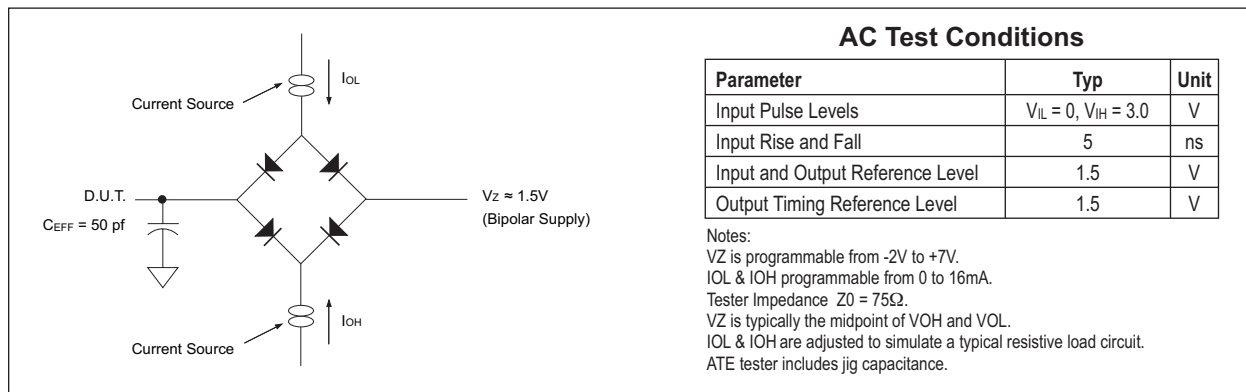 IOL
Current Source
D.U.T.
CEFF = 50 pf
VZ ≈ 1.5V
(Bipolar Supply)
IOH
Current Source
AC Test Conditions
Parameter Typ Unit
Input Pulse Levels VIL = 0, VIH = 3.0 V
Input Rise and Fall 5 ns
Input and Output Reference Level 1.5 V
Output Timing Reference Level 1.5 V
Notes:
VZ is programmable from -2V to +7V.
IOL & IOH programmable from 0 to 16mA.
Tester Impedance Z0 = 75Ω.
VZ is typically the midpoint of VOH and VOL.
IOL & IOH are adjusted to simulate a typical resistive load circuit.
ATE tester includes jig capacitance.